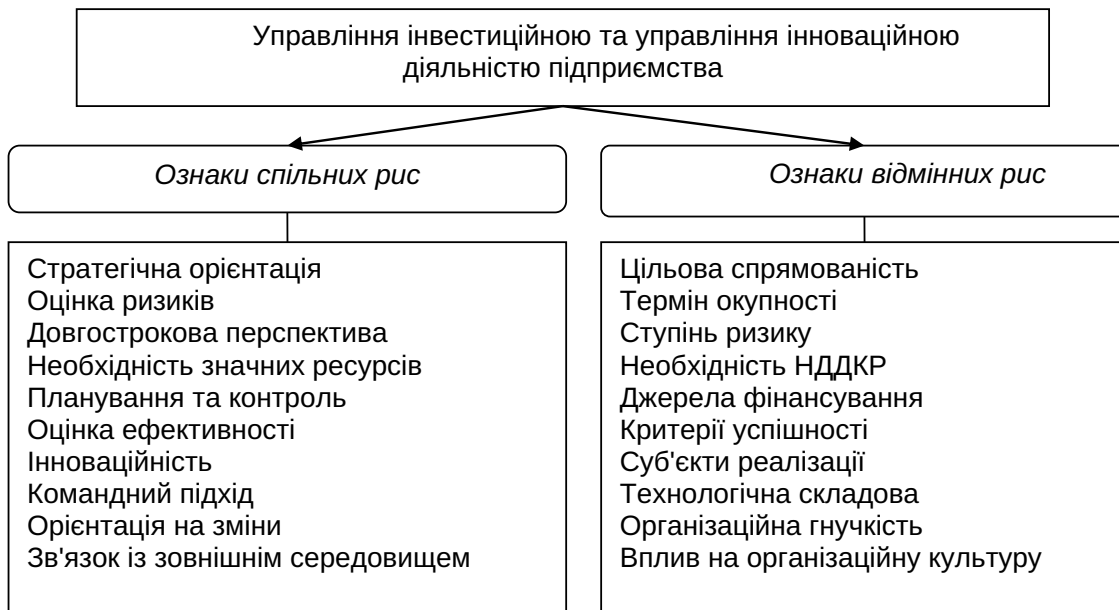 Управління інвестиційною та управління інноваційною
діяльністю підприємства
Ознаки спільних рис
Ознаки відмінних рис
Стратегічна орієнтація
Оцінка ризиків
Довгострокова перспектива
Необхідність значних ресурсів
Планування та контроль
Оцінка ефективності
Інноваційність
Командний підхід
Орієнтація на зміни
Зв'язок із зовнішнім середовищем
Цільова спрямованість
Термін окупності
Ступінь ризику
Необхідність НДДКР
Джерела фінансування
Критерії успішності
Суб'єкти реалізації
Технологічна складова
Організаційна гнучкість
Вплив на організаційну культуру